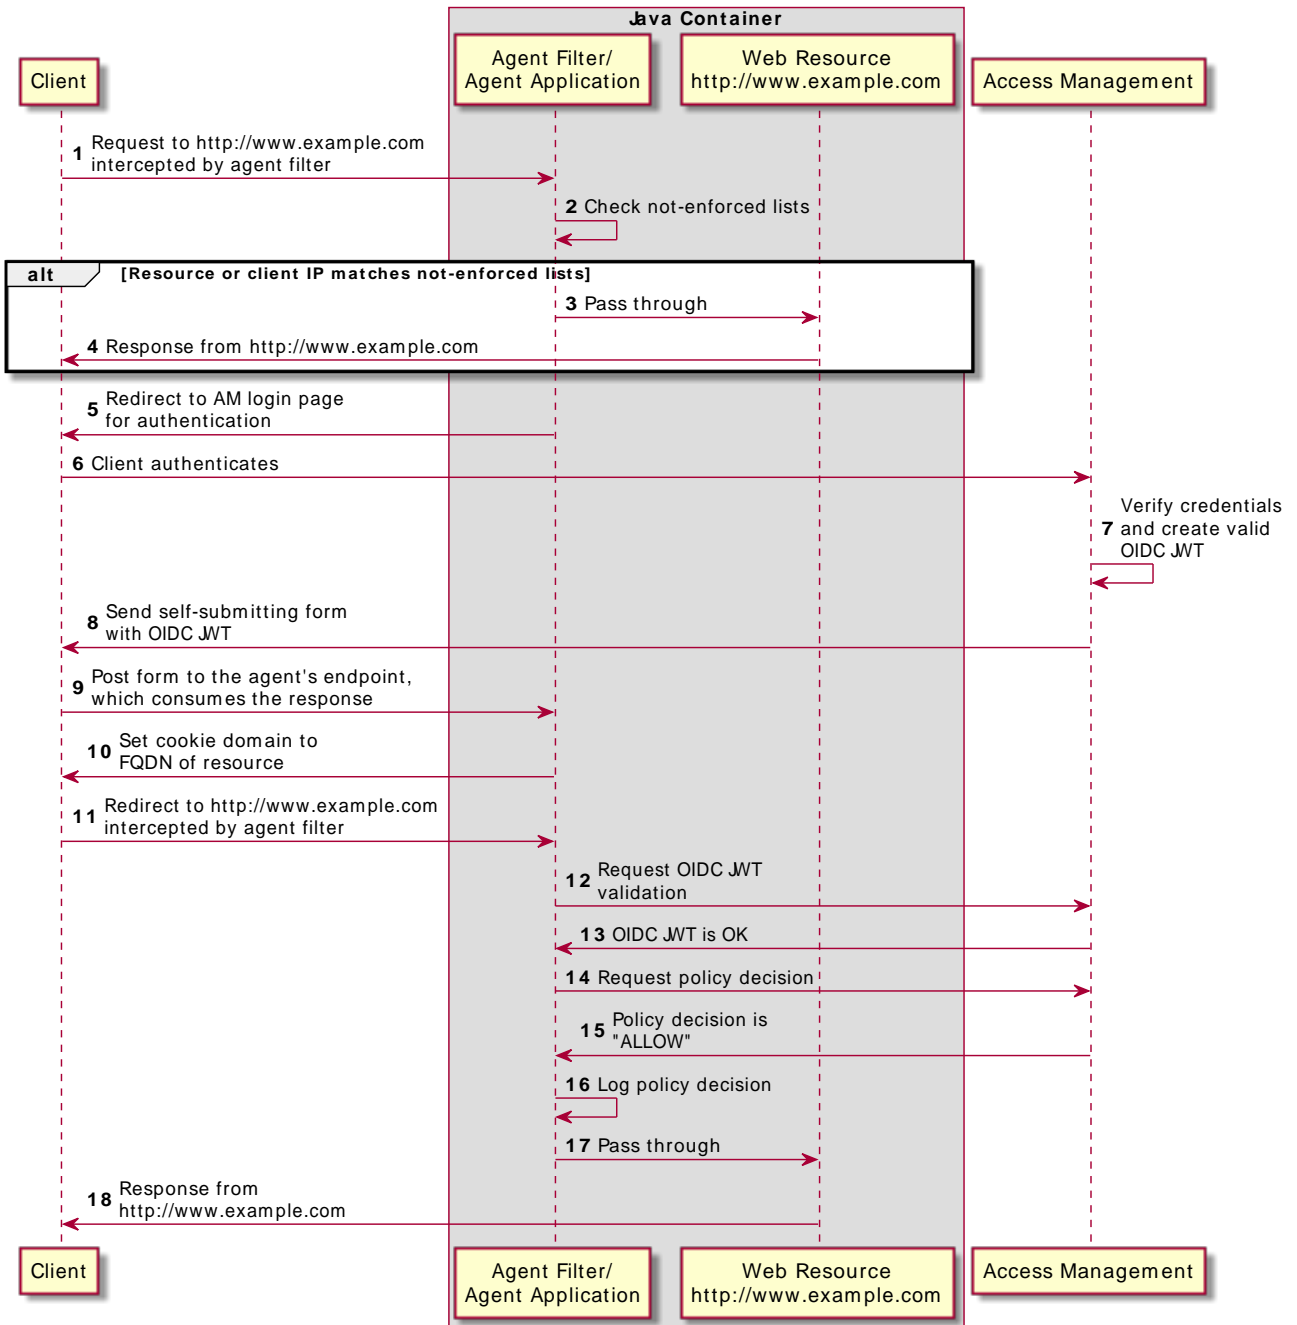 Java Container
Client
Agent Filter/
Agent Application
Web Resource
http://www.example.com
Access Management
1 Request to http://www.example.com
intercepted by agent filter
2 Check not-enforced lists
alt [Resource or client IP matches not-enforced lists]
3 Pass through
4 Response from http://www.example.com
5 Redirect to AM login page
for authentication
6 Client authenticates
7 Verify credentials
and create valid
OIDC JWT
8 Send self-submitting form
with OIDC JWT
9 Post form to the agent's endpoint,
which consumes the response
10 Set cookie domain to
FQDN of resource
11 Redirect to http://www.example.com
intercepted by agent filter
12 Request OIDC JWT
validation
13 OIDC JWT is OK
14 Request policy decision
15 Policy decision is
"ALLOW"
16 Log policy decision
17 Pass through
18 Response from
http://www.example.com
Client
Agent Filter/
Agent Application
Web Resource
http://www.example.com
Access Management